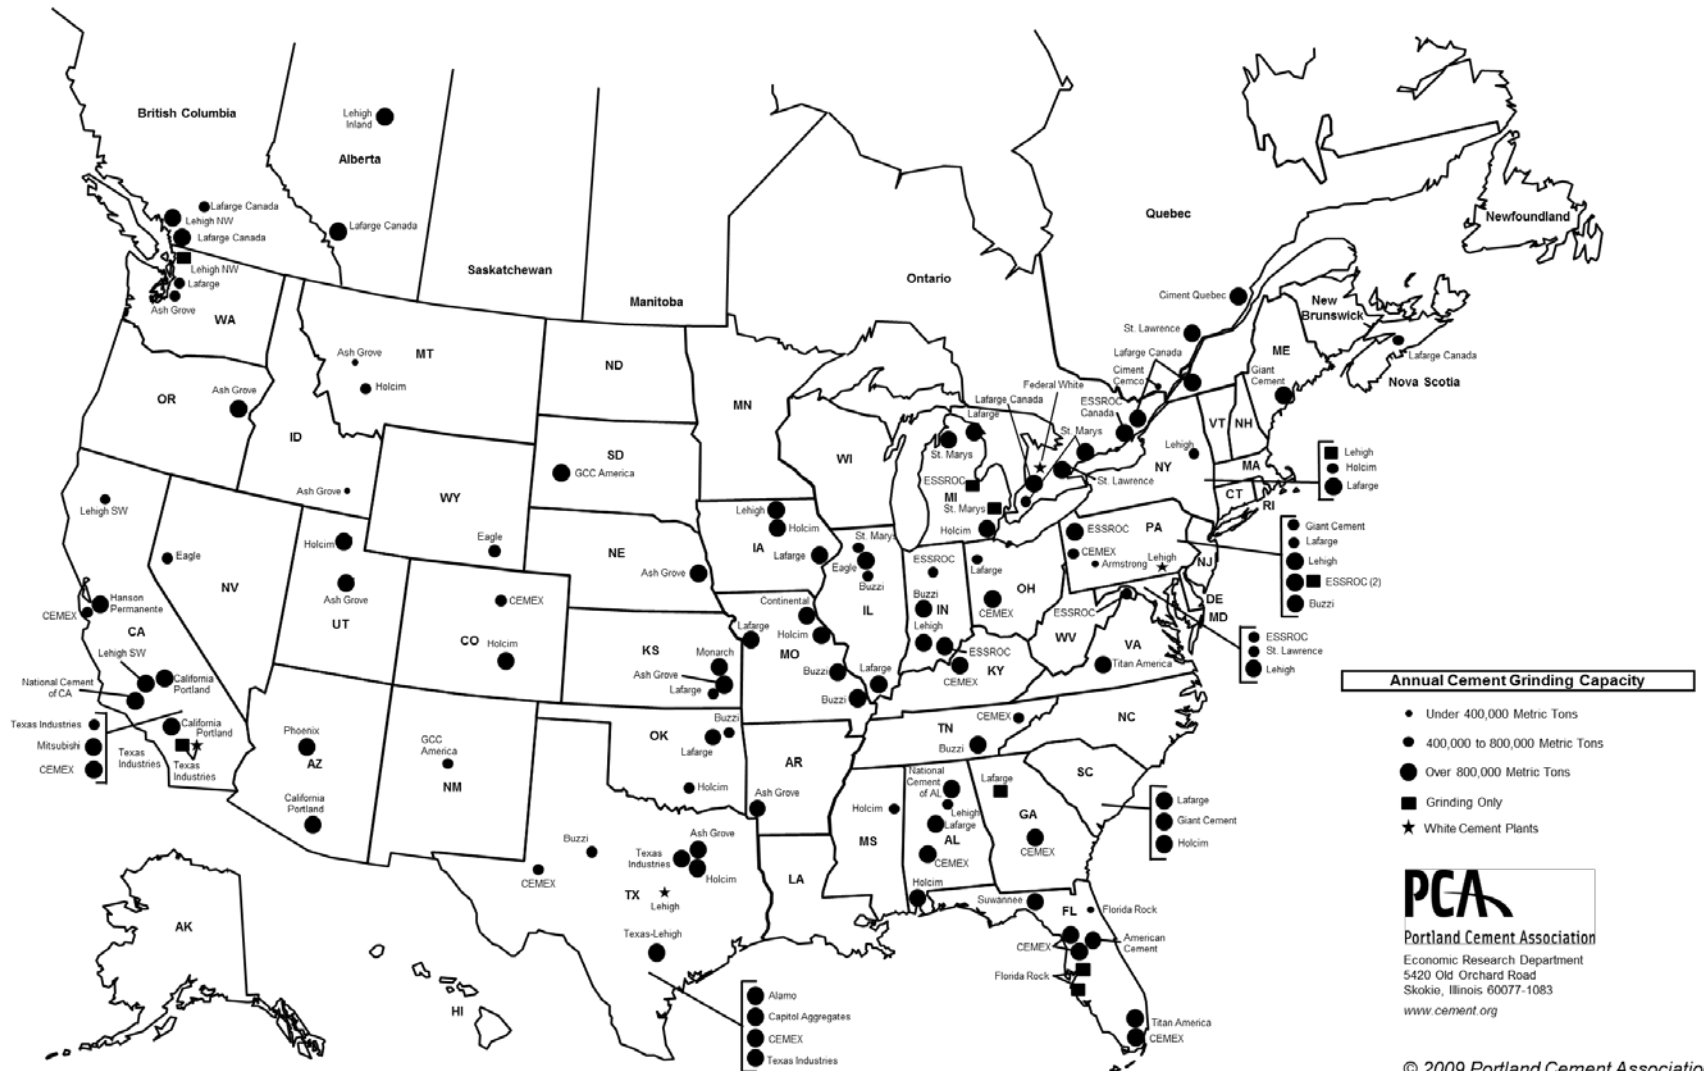 British Columbia
Lehigh
Inland
Alberta
Lafarge Canada
Lehigh NW
Lafarge Canada
Lafarge Canada
Lehigh NW
Lafarge
Ash Grove
WA
Saskatchewan
Manitoba
Ontario
Quebec
Newfoundland
New
Brunswick
Nova Scotia
Lafarge Canada
Ciment Quebec
St. Lawrence
Lafarge Canada
Ciment
Cemco
Federal White
Lafarge Canada
ESSROC
Canada
St. Marys
St. Lawrence
ME
Giant
Cement
VT
NH
MA
CT
RI
NY
Lehigh
Lehigh
Holcim
Lafarge
OR
Ash Grove
ID
Ash Grove
MT
Ash Grove
Holcim
ND
SD
GCC America
MN
WI
MI
Lafarge
St. Marys
ESSROC
St. Marys
Holcim
WY
Eagle
NE
Ash Grove
IA
Lehigh
Holcim
Lafarge
IL
St. Marys
Eagle
Buzzi
IN
ESSROC
Buzzi
Lehigh
ESSROC
OH
Lafarge
CEMEX
PA
ESSROC
CEMEX
Armstrong
Lehigh
NJ
Giant Cement
Lafarge
Lehigh
ESSROC (2)
Buzzi
DE
MD
ESSROC
St. Lawrence
Lehigh
WV
ESSROC
VA
Titan America
KY
CEMEX
Lehigh SW
Eagle
NV
Hanson
Permanente
CEMEX
CA
Lehigh SW
National Cement
of CA
California
Portland
Texas Industries
Mitsubishi
CEMEX
California
Portland
Texas
Industries
Texas
Industries
UT
Holcim
Ash Grove
CO
CEMEX
Holcim
KS
Monarch
Ash Grove
Lafarge
MO
Continental
Lafarge
Holcim
Buzzi
Buzzi
Lafarge
AZ
Phoenix
California
Portland
NM
GCC
America
OK
Buzzi
Lafarge
Holcim
AR
Ash Grove
TN
CEMEX
Buzzi
NC
SC
Lafarge
Giant Cement
Holcim
GA
Lafarge
CEMEX
AL
National
Cement
of AL
Lehigh
Lafarge
CEMEX
Holcim
MS
Holcim
LA
TX
Buzzi
CEMEX
Ash Grove
Texas
Industries
Holcim
Lehigh
Texas-Lehigh
Alamo
Capitol Aggregates
CEMEX
Texas Industries
FL
Suwannee
Florida Rock
American
Cement
CEMEX
Florida Rock
Titan America
CEMEX
AK
HI
Annual Cement Grinding Capacity
Under 400,000 Metric Tons
400,000 to 800,000 Metric Tons
Over 800,000 Metric Tons
Grinding Only
White Cement Plants
PCA
Portland Cement Association
Economic Research Department
5420 Old Orchard Road
Skokie, Illinois 60077-1083
www.cement.org
© 2009 Portland Cement Associatio